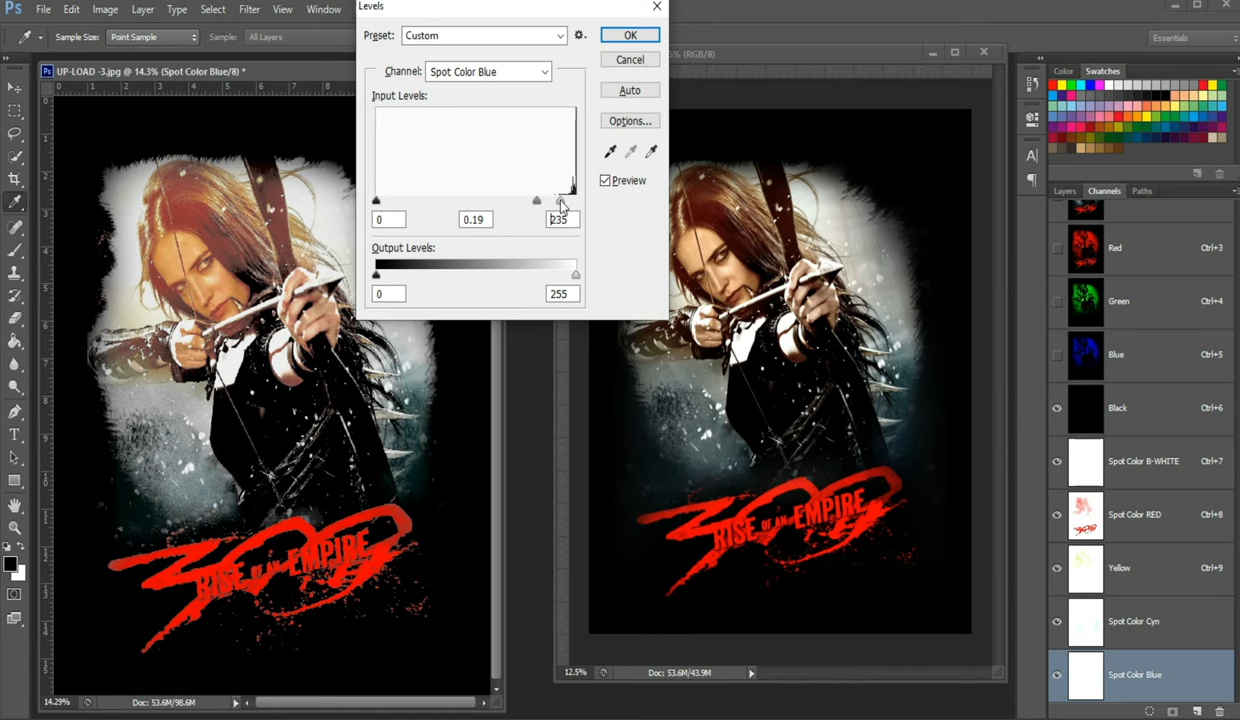 Ps File Edit Image Layer Type Select Filter View Window
Essentials
Sample Size: Point Sample Sample: All Layers
UP-LOAD -3.jpg @ 14.3% (Spot Color Blue/8) *
(RGB/8)
Levels
Preset: Custom
OK
Cancel
Channel: Spot Color Blue
Auto
Input Levels:
Options...
Preview
0 0.19 235
Output Levels:
0 255
RISE OF AN EMPIRE
RISE OF AN EMPIRE
14.29% Doc: 53.6M/98.6M
12.5% Doc: 53.6M/43.9M
Color Swatches
Layers Channels Paths
Red Ctrl+3
Green Ctrl+4
Blue Ctrl+5
Black Ctrl+6
Spot Color B-WHITE Ctrl+7
Spot Color RED Ctrl+8
Yellow Ctrl+9
Spot Color Cyn
Spot Color Blue